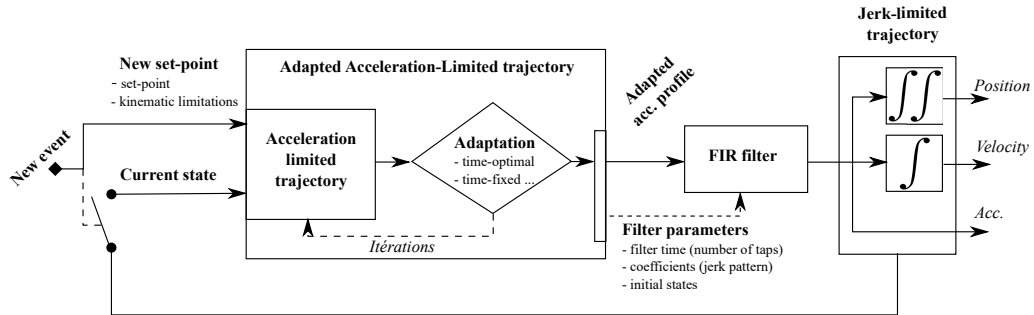 Jerk-limited
trajectory
New set-point
- set-point
- kinematic limitations
Adapted Acceleration-Limited trajectory
Adapted
acc. profile
Position
New event
Acceleration
limited
trajectory
Adaptation
- time-optimal
- time-fixed ...
FIR filter
∫∫
∫
Velocity
Current state
Acc.
Itérations
Filter parameters
- filter time (number of taps)
- coefficients (jerk pattern)
- initial states